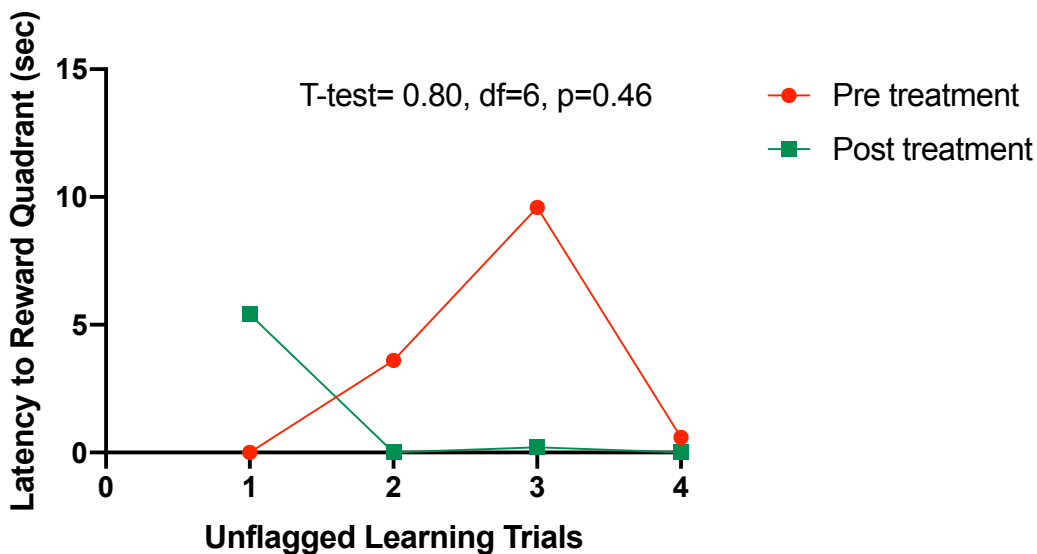 Latency to Reward Quadrant (sec)
15
10
5
0
0
1
2
3
4
Unflagged Learning Trials
T-test= 0.80, df=6, p=0.46
Pre treatment
Post treatment